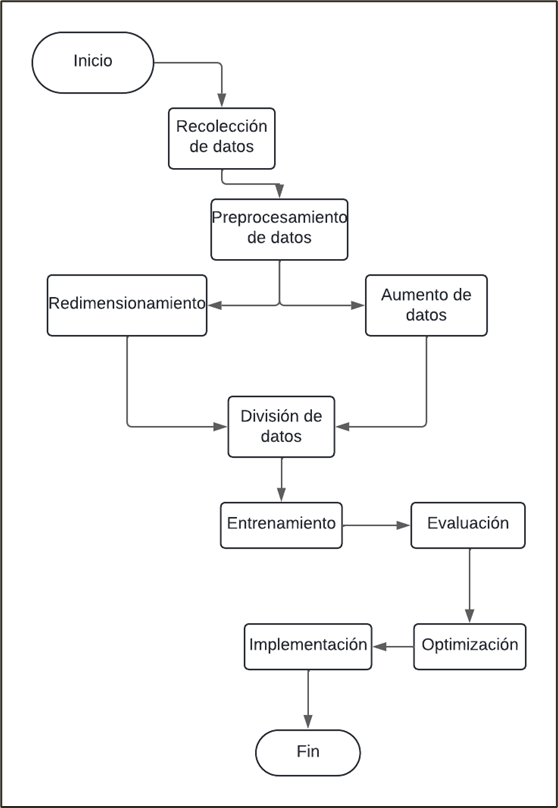 Inicio
Recolección
de datos
Preprocesamiento
de datos
Redimensionamiento
Aumento de
datos
División de
datos
Entrenamiento
Evaluación
Implementación
Optimización
Fin